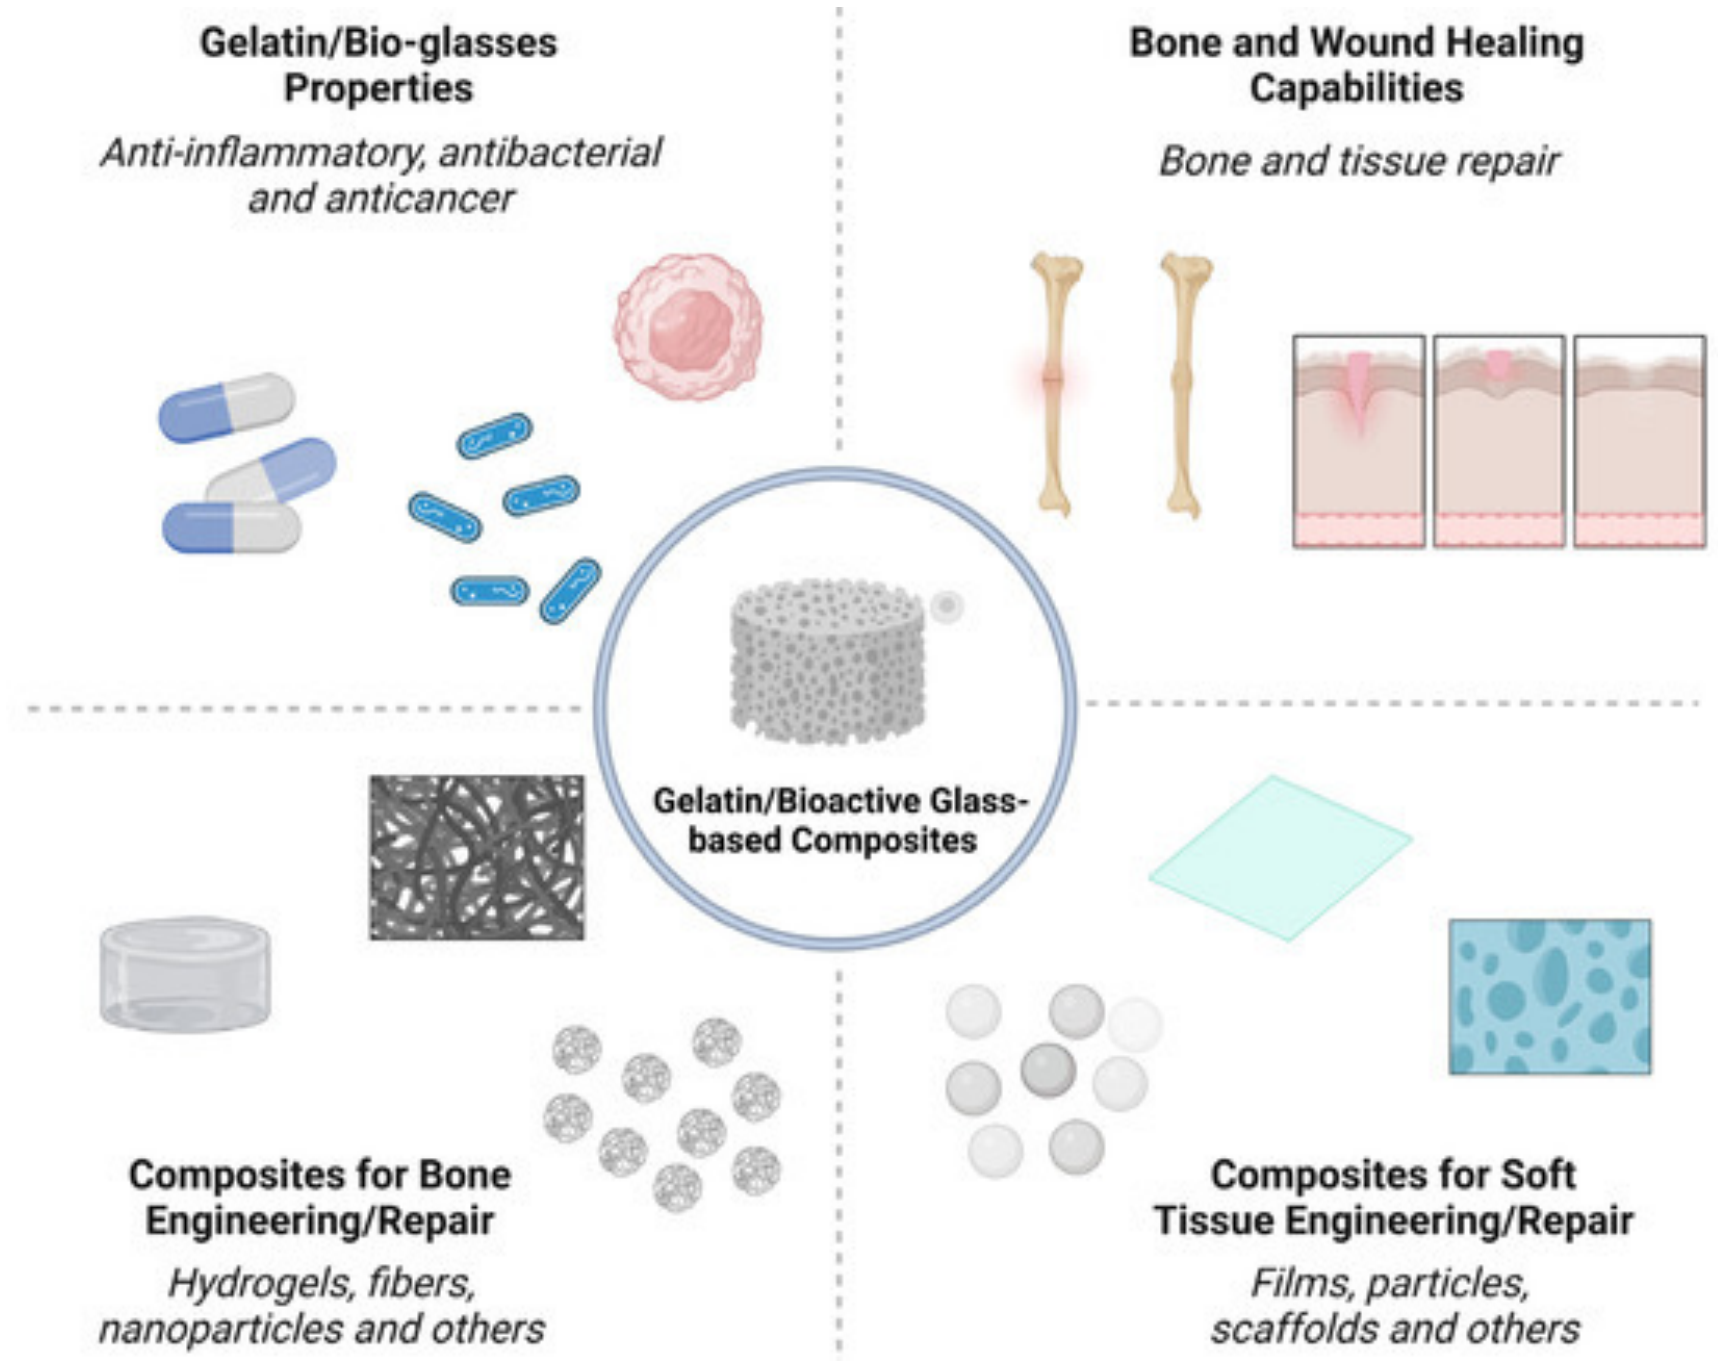 Gelatin/Bio-glasses
Properties
Anti-inflammatory, antibacterial
and anticancer
Bone and Wound Healing
Capabilities
Bone and tissue repair
Gelatin/Bioactive Glass-
based Composites
Composites for Bone
Engineering/Repair
Hydrogels, fibers,
nanoparticles and others
Composites for Soft
Tissue Engineering/Repair
Films, particles,
scaffolds and others